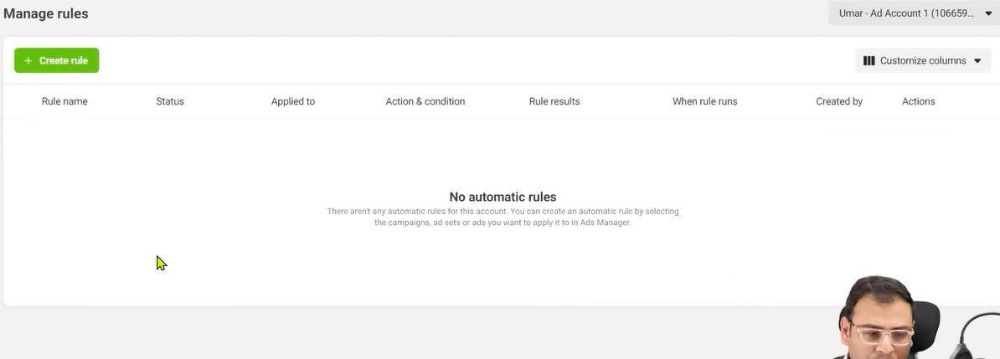 Manage rules
Umar - Ad Account 1 (106659...
+ Create rule
Customize columns
Rule name Status Applied to Action & condition Rule results When rule runs Created by Actions
No automatic rules
There aren't any automatic rules for this account. You can create an automatic rule by selecting
the campaigns, ad sets or ads you want to apply it to in Ads Manager.